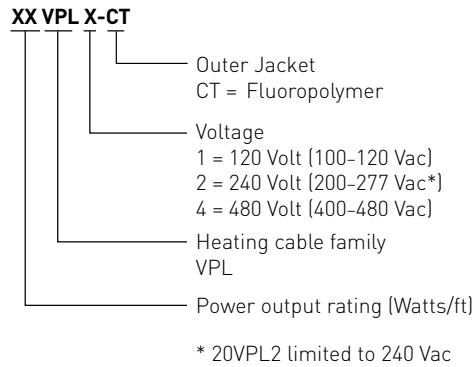 XX VPL X-CT
Outer Jacket
CT = Fluoropolymer
Voltage
1 = 120 Volt (100–120 Vac)
2 = 240 Volt (200–277 Vac*)
4 = 480 Volt (400–480 Vac)
Heating cable family
VPL
Power output rating (Watts/ft)
* 20VPL2 limited to 240 Vac